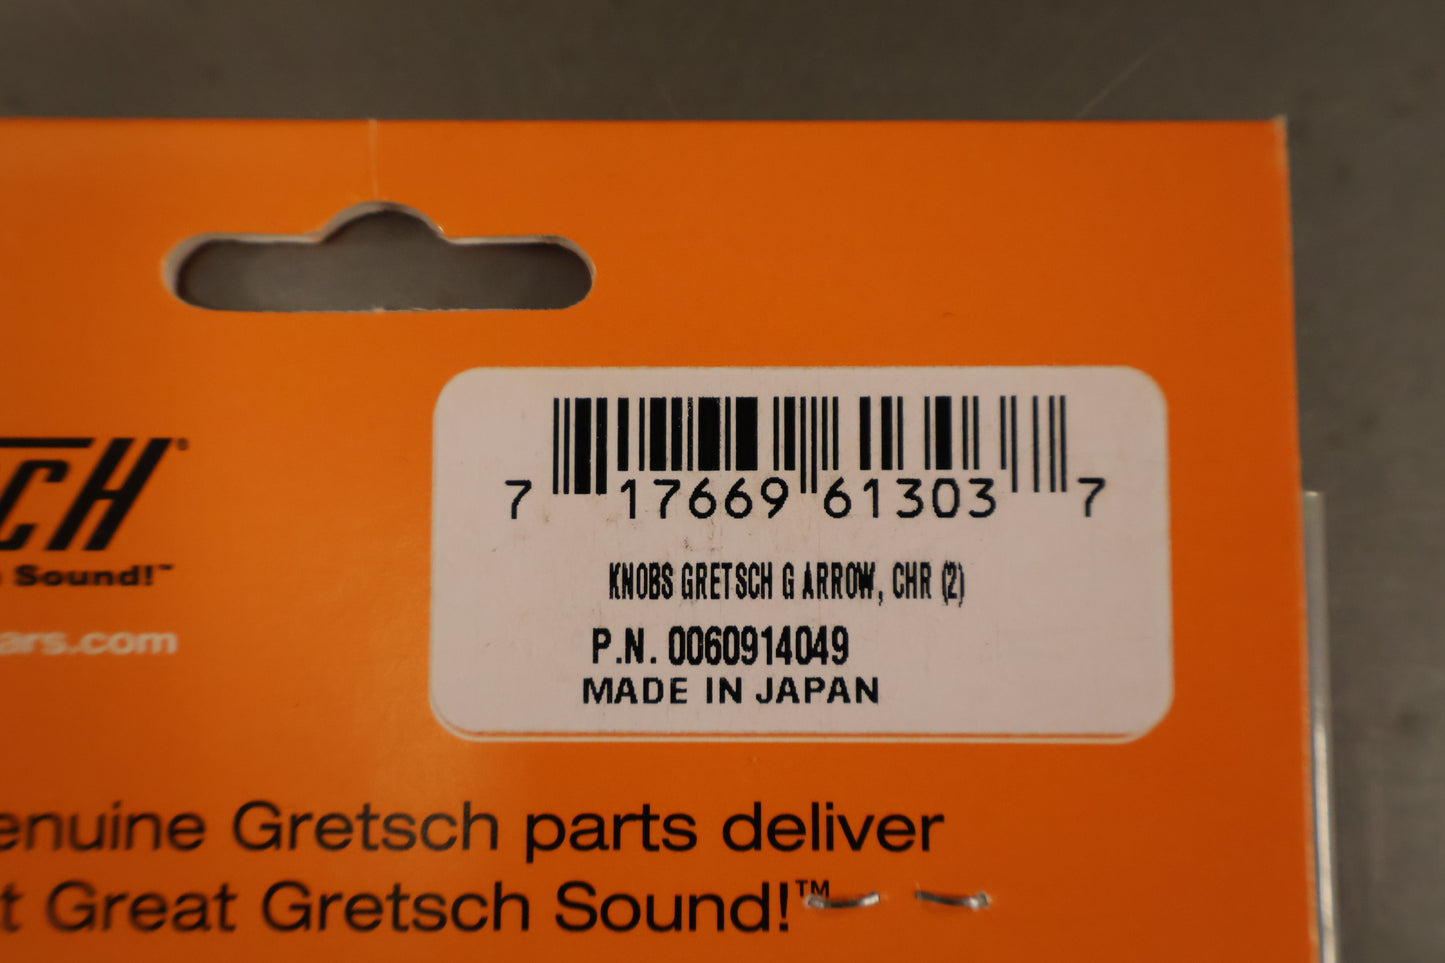 7 17669 61303 7
KNOBS GRETSCH G ARROW, CHR (2)
P.N. 0060914049
MADE IN JAPAN
CH®
Sound!™
ars.com
enuine Gretsch parts deliver
t Great Gretsch Sound!™